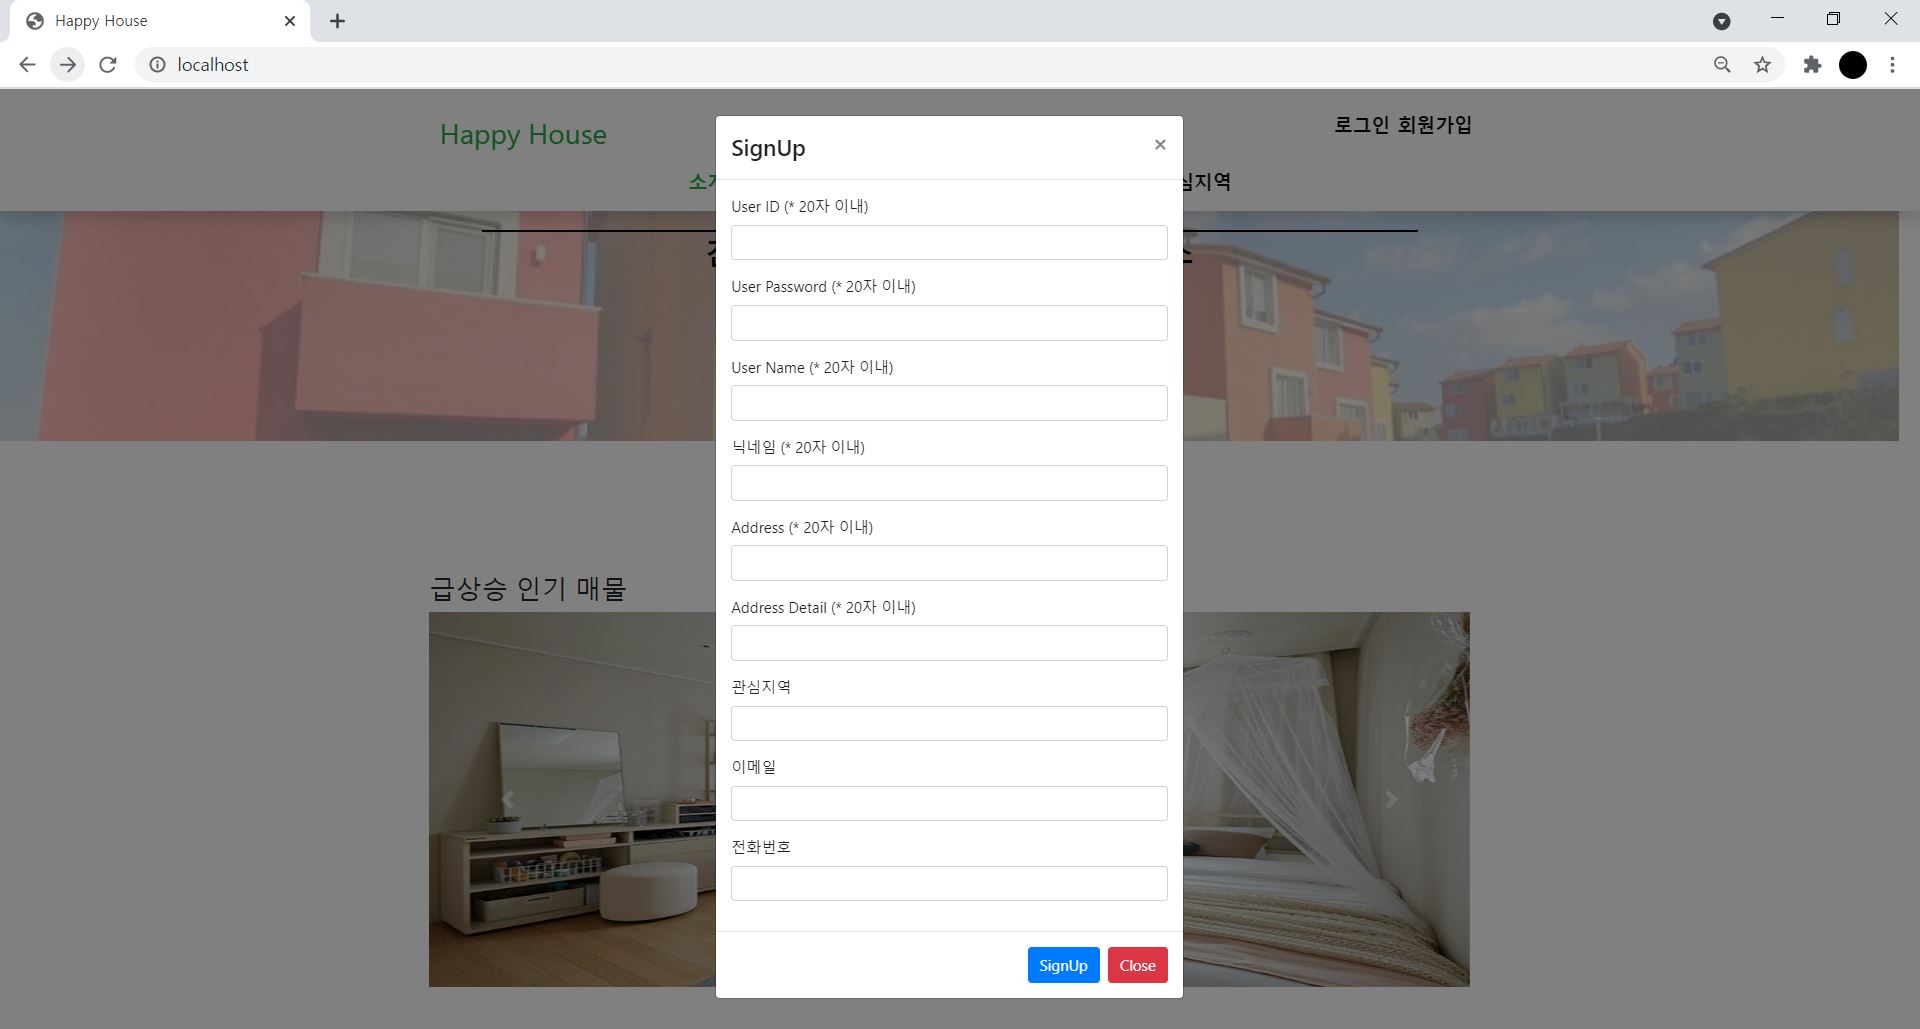 Happy House
localhost
Happy House
로그인 회원가입
SignUp
×
User ID (* 20자 이내)
User Password (* 20자 이내)
User Name (* 20자 이내)
닉네임 (* 20자 이내)
Address (* 20자 이내)
Address Detail (* 20자 이내)
관심지역
이메일
전화번호
SignUp Close
심지역
급상승 인기 매물